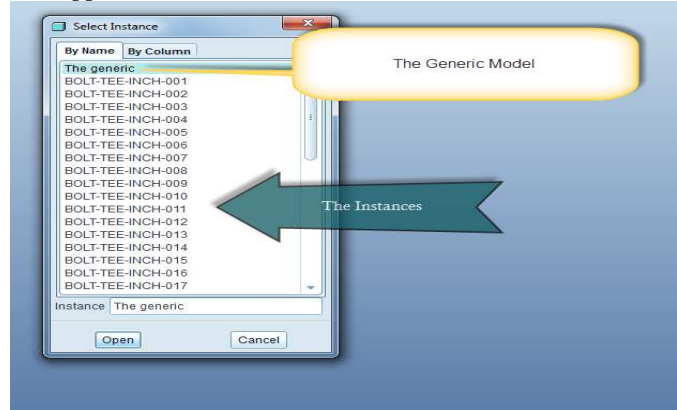 Select Instance
By Name By Column
The Generic Model
The generic
BOLT-TEE-INCH-001
BOLT-TEE-INCH-002
BOLT-TEE-INCH-003
BOLT-TEE-INCH-004
BOLT-TEE-INCH-005
BOLT-TEE-INCH-006
BOLT-TEE-INCH-007
BOLT-TEE-INCH-008
BOLT-TEE-INCH-009
BOLT-TEE-INCH-010
BOLT-TEE-INCH-011
The Instances
BOLT-TEE-INCH-012
BOLT-TEE-INCH-013
BOLT-TEE-INCH-014
BOLT-TEE-INCH-015
BOLT-TEE-INCH-016
BOLT-TEE-INCH-017
Instance The generic
Open Cancel